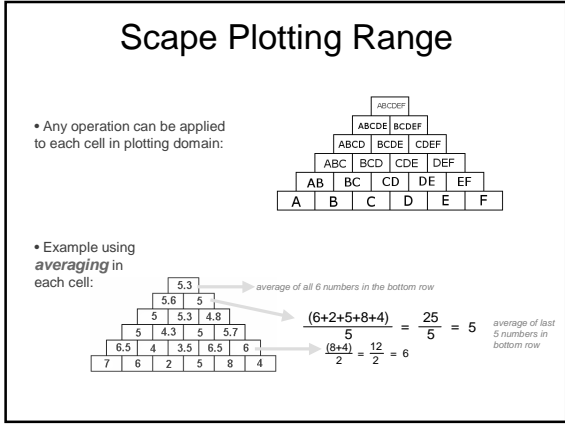 Scape Plotting Range
• Any operation can be applied
to each cell in plotting domain:
ABCDEF
ABCDE BCDEF
ABCD BCDE CDEF
ABC BCD CDE DEF
AB BC CD DE EF
A B C D E F
• Example using
averaging in
each cell:
5.3
5.6 5
5 5.3 4.8
5 4.3 5 5.7
6.5 4 3.5 6.5 6
7 6 2 5 8 4
average of all 6 numbers in the bottom row
(6+2+5+8+4)
5
= 25
5
= 5
average of last
5 numbers in
bottom row
(8+4)
2
= 12
2
= 6